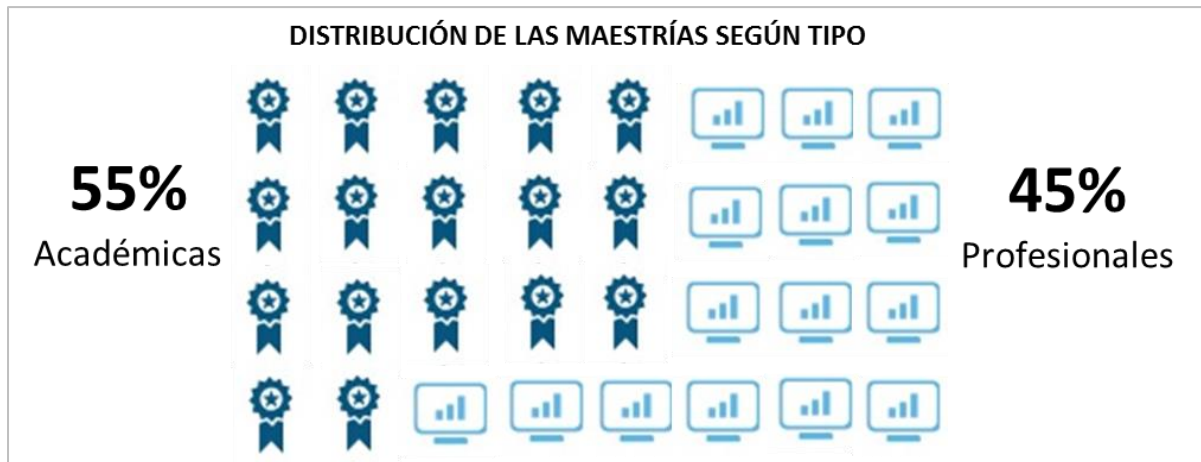 DISTRIBUCIÓN DE LAS MAESTRÍAS SEGÚN TIPO
55%
Académicas
45%
Profesionales